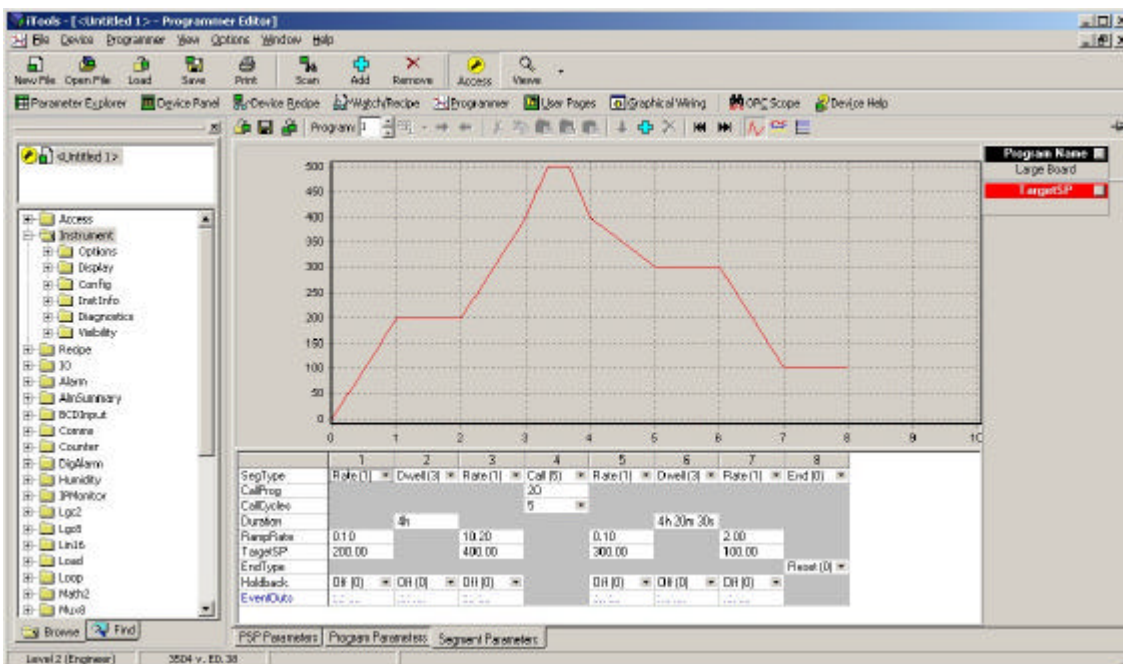 iTools - [<Untitled 1> - Programmer Editor]
File Device Programmer View Options Window Help
New File Open File Load Save Print Scan Add Remove Access Views
Parameter Explorer Device Panel Device Recipe Watch/Recipe Programmer User Pages Graphical Wiring OPC Scope Device Help
Program: 1
<Untitled 1>
Access
Instrument
Options
Display
Config
InstInfo
Diagnostics
Visibility
Recipe
IO
Alarm
AlmSummary
BCDInput
Comms
Counter
DigAlarm
Humidity
IPMonitor
Lgc2
Lgc8
Lin16
Load
Loop
Math2
Mux8
Browse Find
500
450
400
350
300
250
200
150
100
50
0
0 1 2 3 4 5 6 7 8 9 10
Program Name
Large Board
TargetSP
1 2 3 4 5 6 7 8
SegType Rate (1) Dwell (3) Rate (1) Call (5) Rate (1) Dwell (3) Rate (1) End (0)
CallProg 20
CallCycles 5
Duration 4h 4h 20m 30s
RampRate 0.10 10.20 0.10 2.00
TargetSP 200.00 400.00 300.00 100.00
EndType Reset (0)
Holdback Off (0) Off (0) Off (0) Off (0) Off (0) Off (0)
EventOuts
PSP Parameters Program Parameters Segment Parameters
Level 2 (Engineer) 3504 v. E0.38